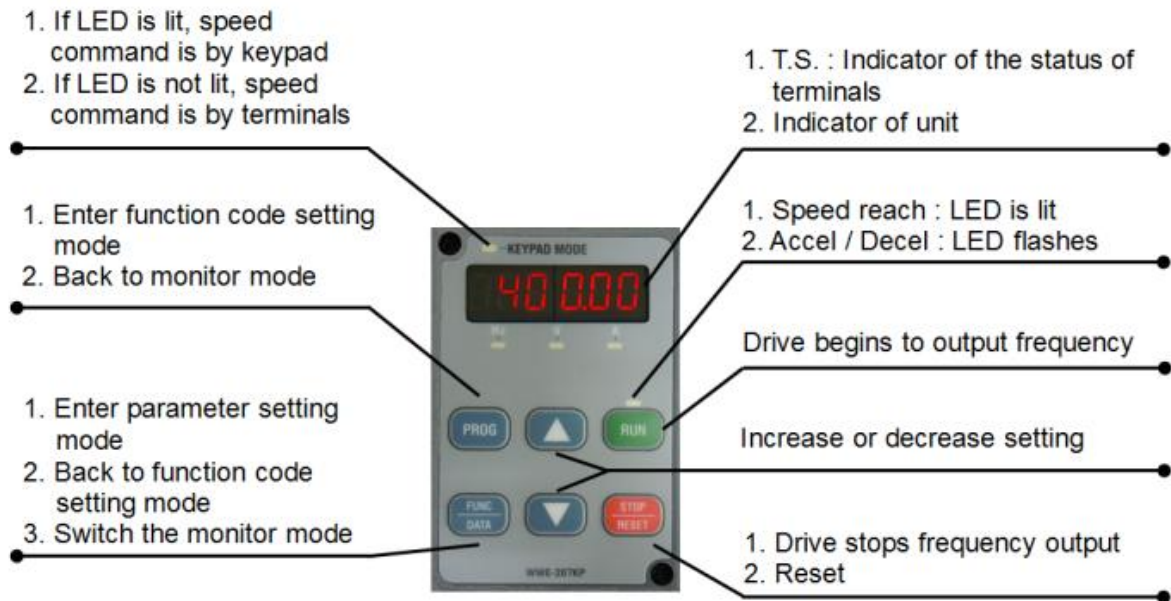 1. If LED is lit, speed
command is by keypad
2. If LED is not lit, speed
command is by terminals
1. T.S. : Indicator of the status of
terminals
2. Indicator of unit
1. Enter function code setting
mode
2. Back to monitor mode
1. Speed reach : LED is lit
2. Accel / Decel : LED flashes
KEYPAD MODE
400.00
Hz V A
Drive begins to output frequency
1. Enter parameter setting
mode
2. Back to function code
setting mode
3. Switch the monitor mode
PROG
RUN
Increase or decrease setting
FUNC
DATA
STOP
RESET
1. Drive stops frequency output
2. Reset